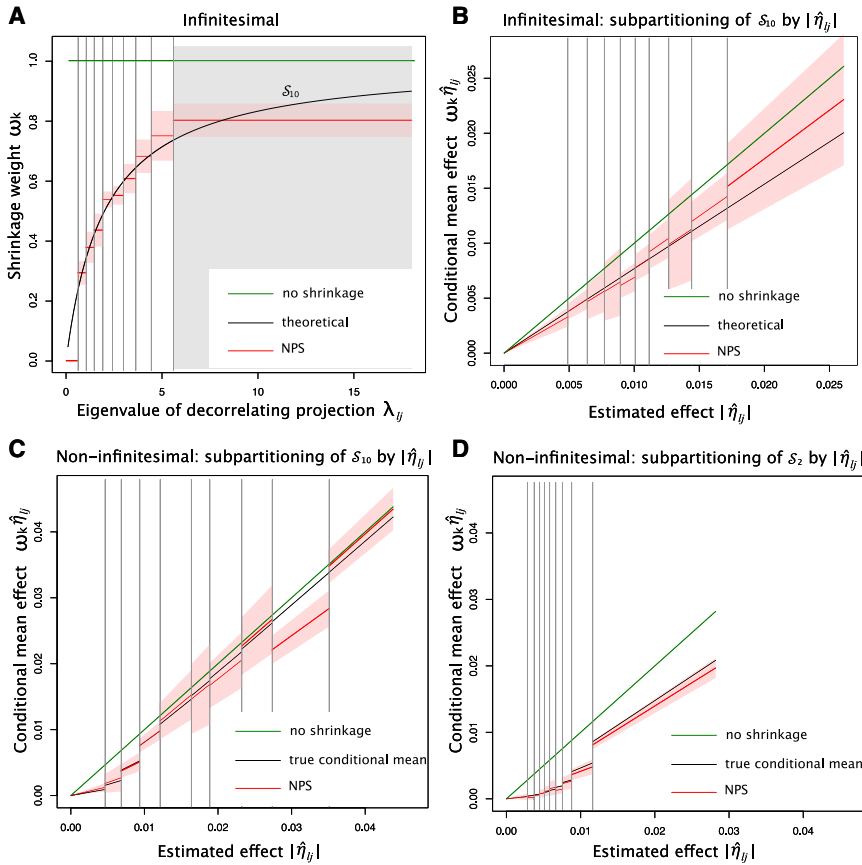 A
Infinitesimal
Shrinkage weight ωk
0.0 0.2 0.4 0.6 0.8 1.0
S10
no shrinkage
theoretical
NPS
0 5 10 15
Eigenvalue of decorrelating projection λlj
B
Infinitesimal: subpartitioning of S10 by |η̂lj|
Conditional mean effect ωk η̂lj
0.000 0.005 0.010 0.015 0.020 0.025
no shrinkage
theoretical
NPS
0.000 0.005 0.010 0.015 0.020 0.025
Estimated effect |η̂lj|
C
Non-infinitesimal: subpartitioning of S10 by |η̂lj|
Conditional mean effect ωk η̂lj
0.00 0.01 0.02 0.03 0.04
no shrinkage
true conditional mean
NPS
0.00 0.01 0.02 0.03 0.04
Estimated effect |η̂lj|
D
Non-infinitesimal: subpartitioning of S2 by |η̂lj|
Conditional mean effect ωk η̂lj
0.00 0.01 0.02 0.03 0.04
no shrinkage
true conditional mean
NPS
0.00 0.01 0.02 0.03 0.04
Estimated effect |η̂lj|